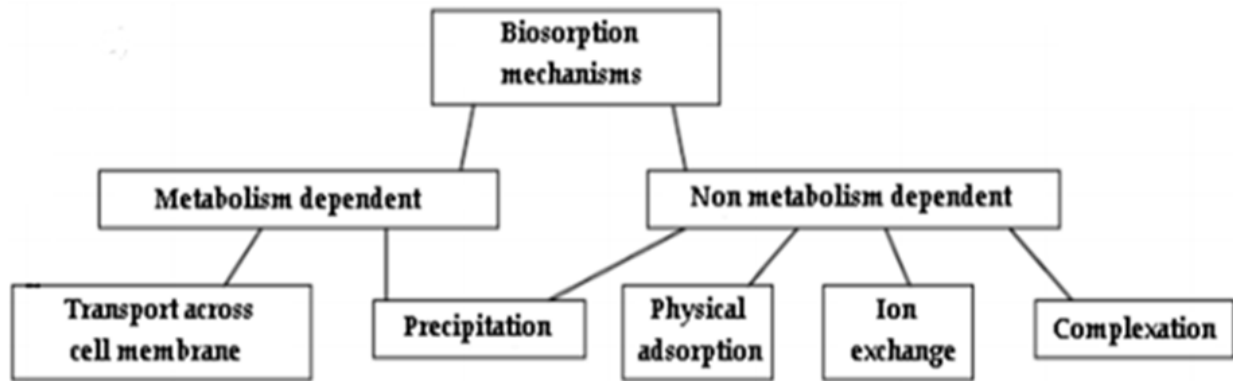 Biosorption
mechanisms
Metabolism dependent
Non metabolism dependent
Transport across
cell membrane
Precipitation
Physical
adsorption
Ion
exchange
Complexation